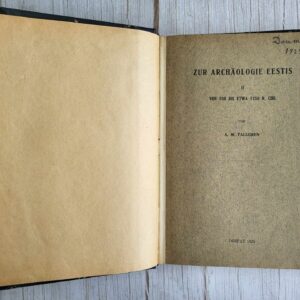 ZUR ARCHÄOLOGIE EESTIS
II
VON 500 BIS ETWA 1250 N. CHR.
VON
A. M. TALLGREN
DORPAT 1925